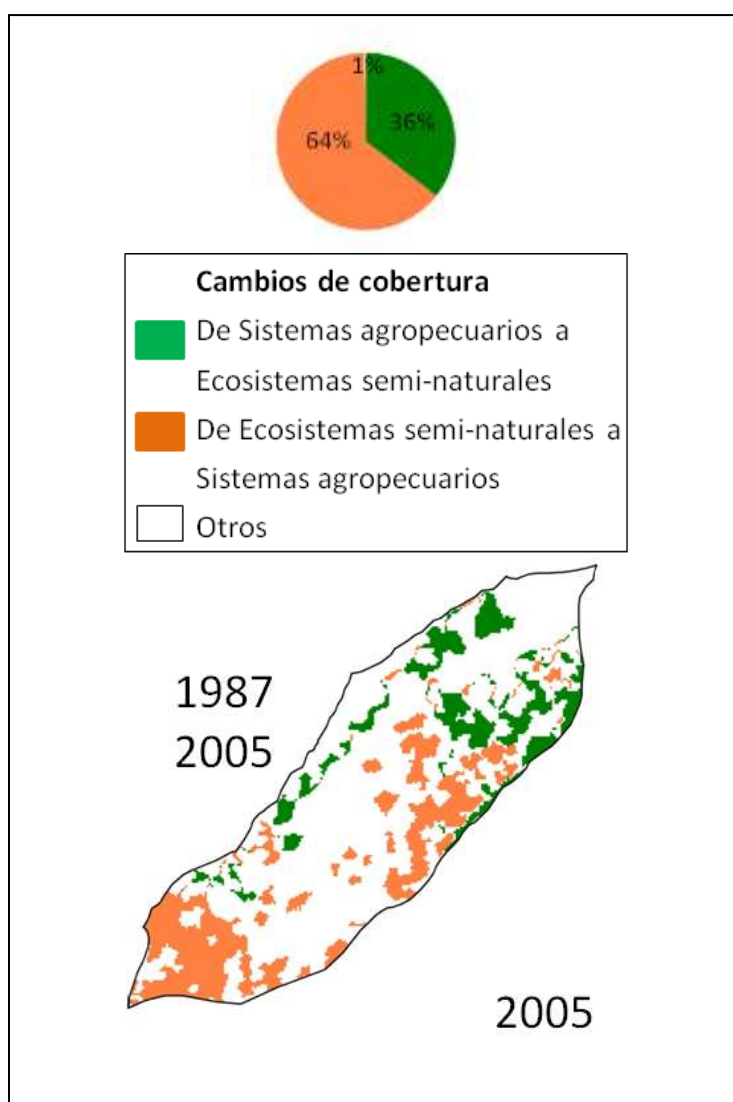 1%
36%
64%
Cambios de cobertura
De Sistemas agropecuarios a
Ecosistemas semi-naturales
De Ecosistemas semi-naturales a
Sistemas agropecuarios
Otros
1987
2005
2005